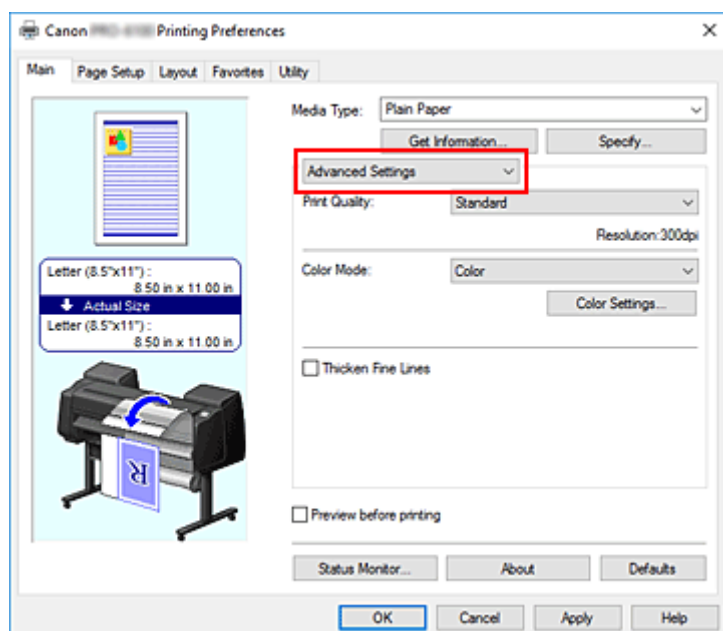 Canon Printing Preferences
Main Page Setup Layout Favorites Utility
Media Type: Plain Paper
Get Information... Specify...
Advanced Settings
Print Quality: Standard
Resolution:300dpi
Color Mode: Color
Color Settings...
Thicken Fine Lines
Letter (8.5"x11") :
8.50 in x 11.00 in
Actual Size
Letter (8.5"x11") :
8.50 in x 11.00 in
R
Preview before printing
Status Monitor... About Defaults
OK Cancel Apply Help